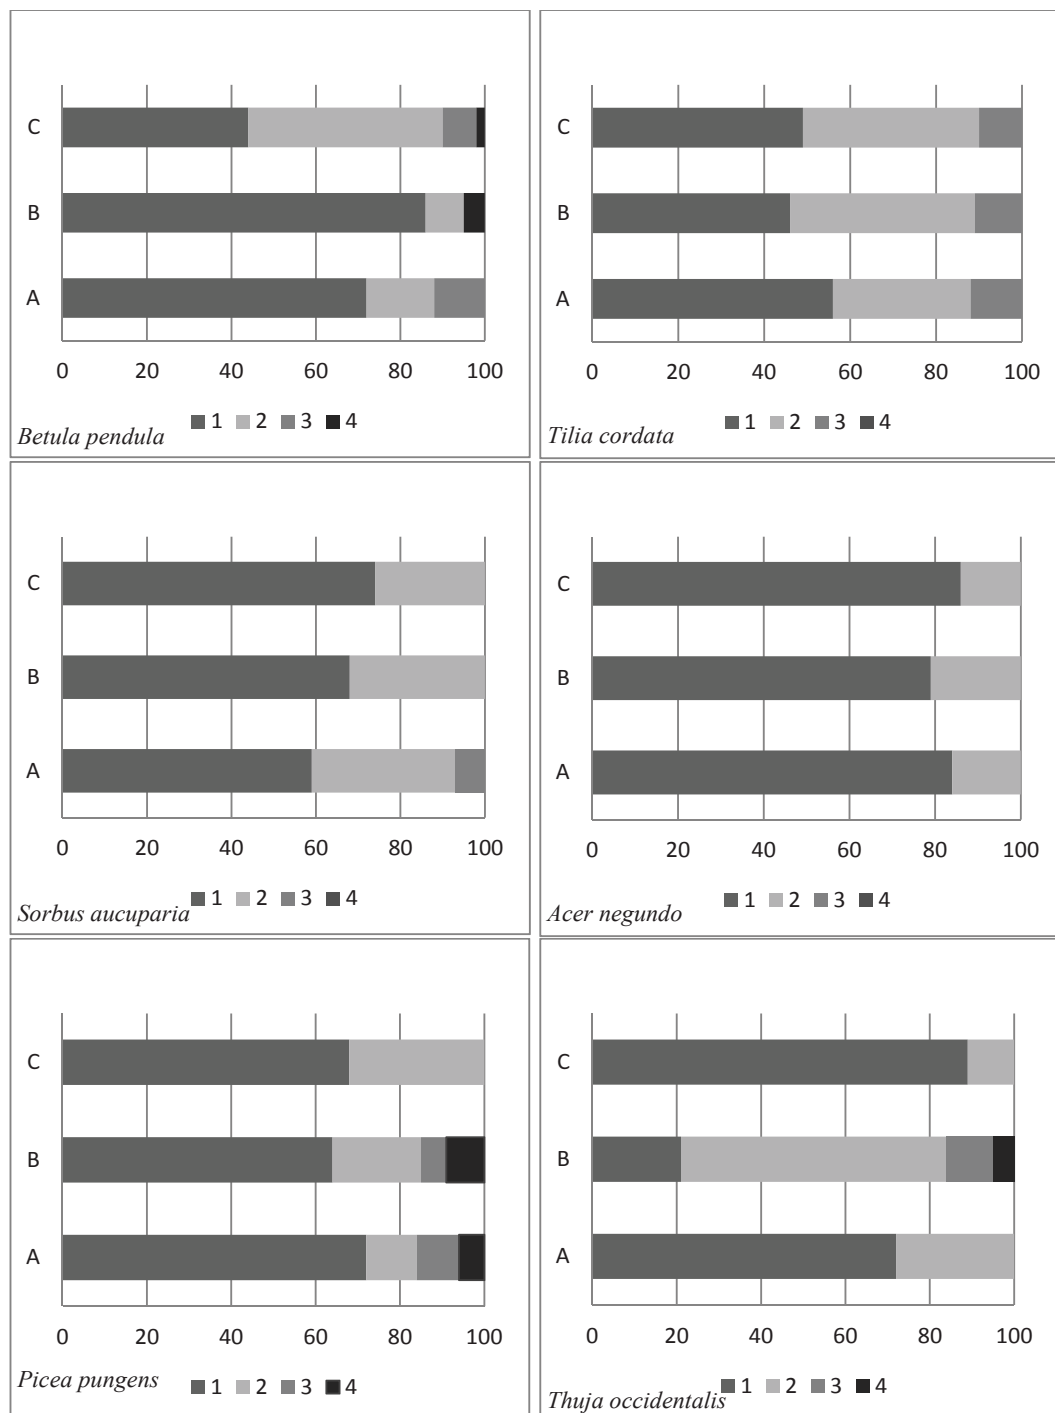 C
B
A
0 20 40 60 80 100
1 2 3 4
Betula pendula
C
B
A
0 20 40 60 80 100
1 2 3 4
Tilia cordata
C
B
A
0 20 40 60 80 100
1 2 3 4
Sorbus aucuparia
C
B
A
0 20 40 60 80 100
1 2 3 4
Acer negundo
C
B
A
0 20 40 60 80 100
Picea pungens
1 2 3 4
C
B
A
0 20 40 60 80 100
1 2 3 4
Thuja occidentalis